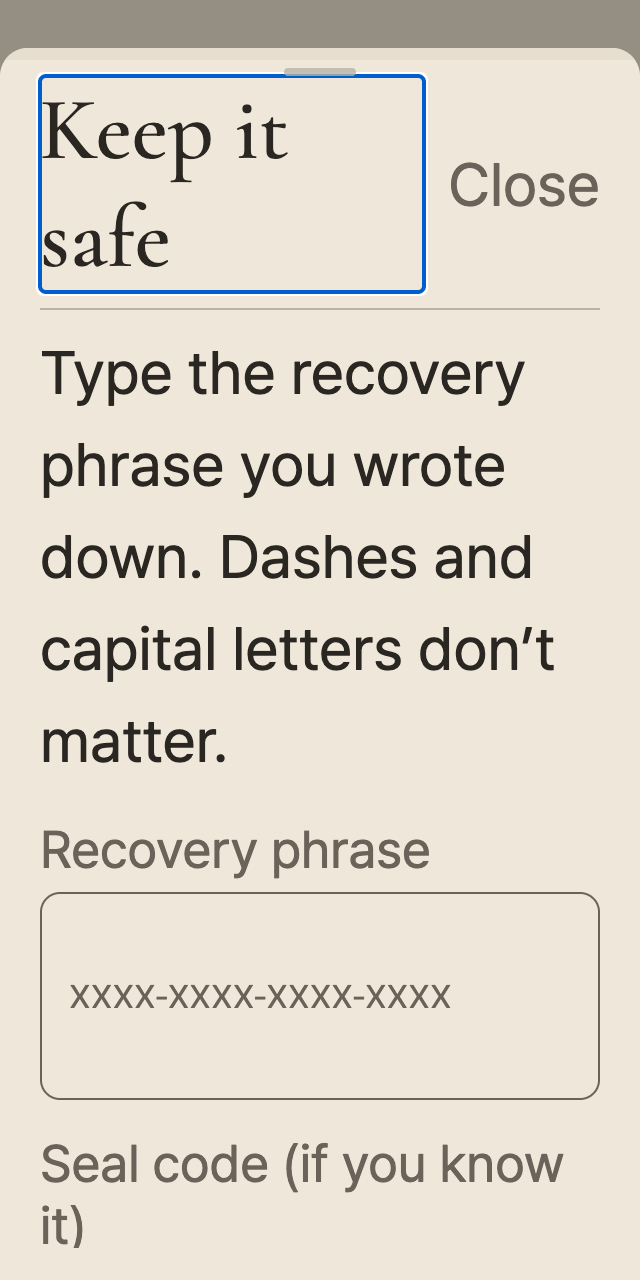 Keep it
safe
Close
Type the recovery
phrase you wrote
down. Dashes and
capital letters don’t
matter.
Recovery phrase
xxxx-xxxx-xxxx-xxxx
Seal code (if you know
it)